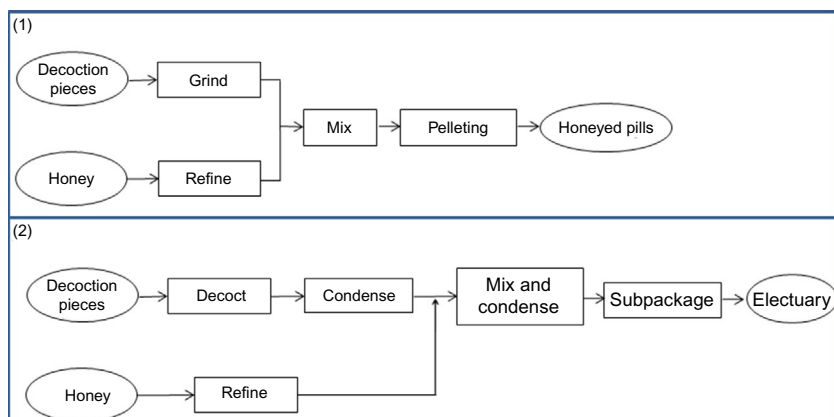 (1)
Decoction
pieces
Grind
Mix
Pelleting
Honeyed pills
Honey
Refine
(2)
Decoction
pieces
Decoct
Condense
Mix and
condense
Subpackage
Electuary
Honey
Refine